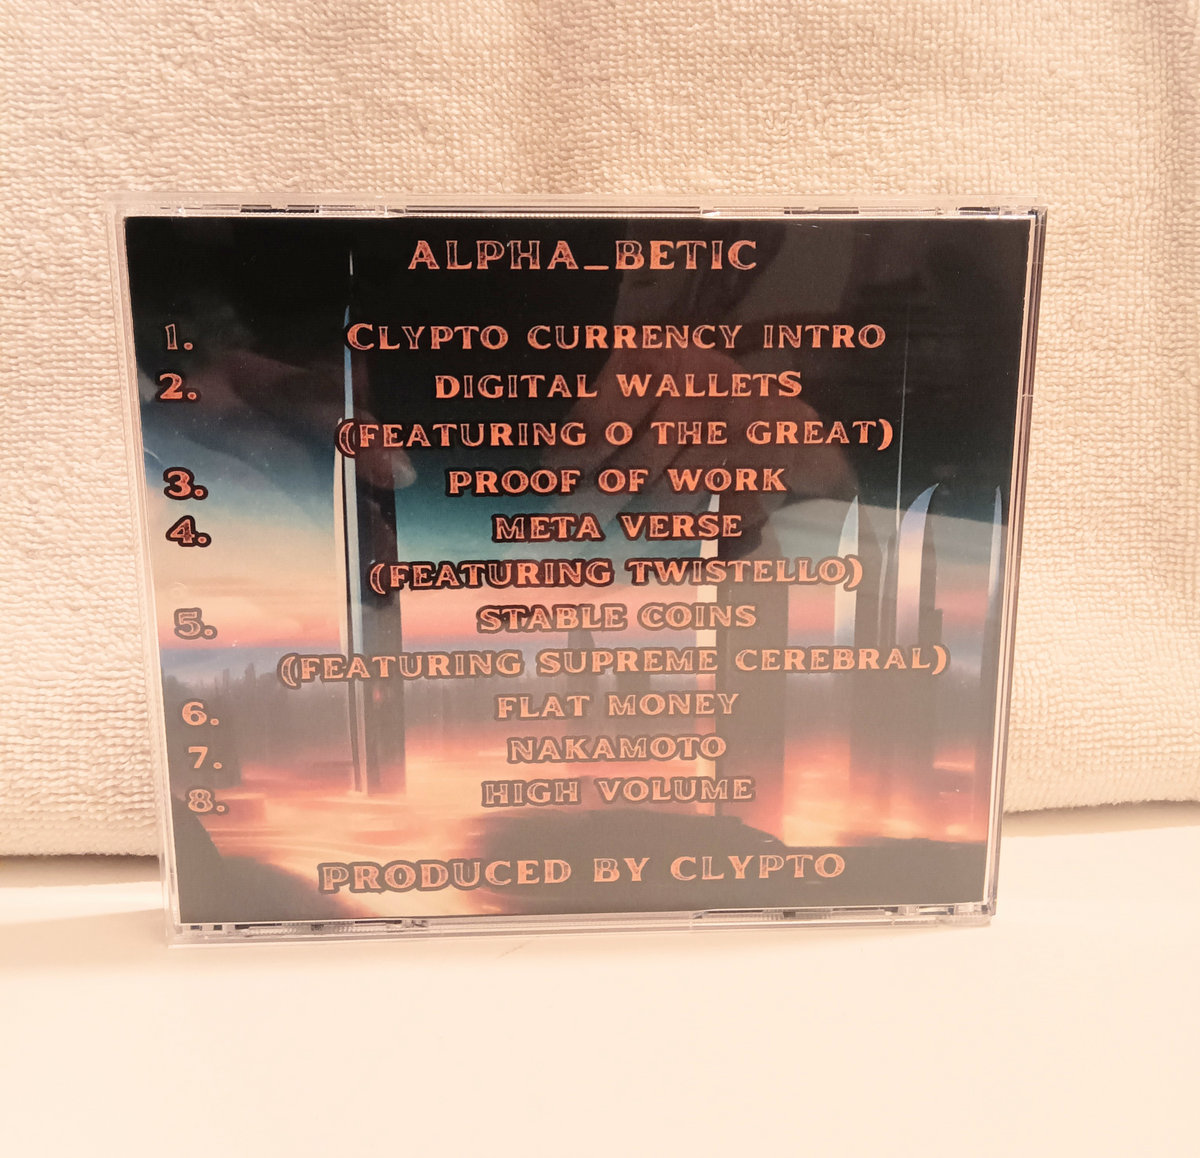 ALPHA_BETIC
1. CLYPTO CURRENCY INTRO
2. DIGITAL WALLETS
(FEATURING O THE GREAT)
3. PROOF OF WORK
4. META VERSE
(FEATURING TWISTELLO)
5. STABLE COINS
(FEATURING SUPREME CEREBRAL)
6. FLAT MONEY
7. NAKAMOTO
8. HIGH VOLUME
PRODUCED BY CLYPTO